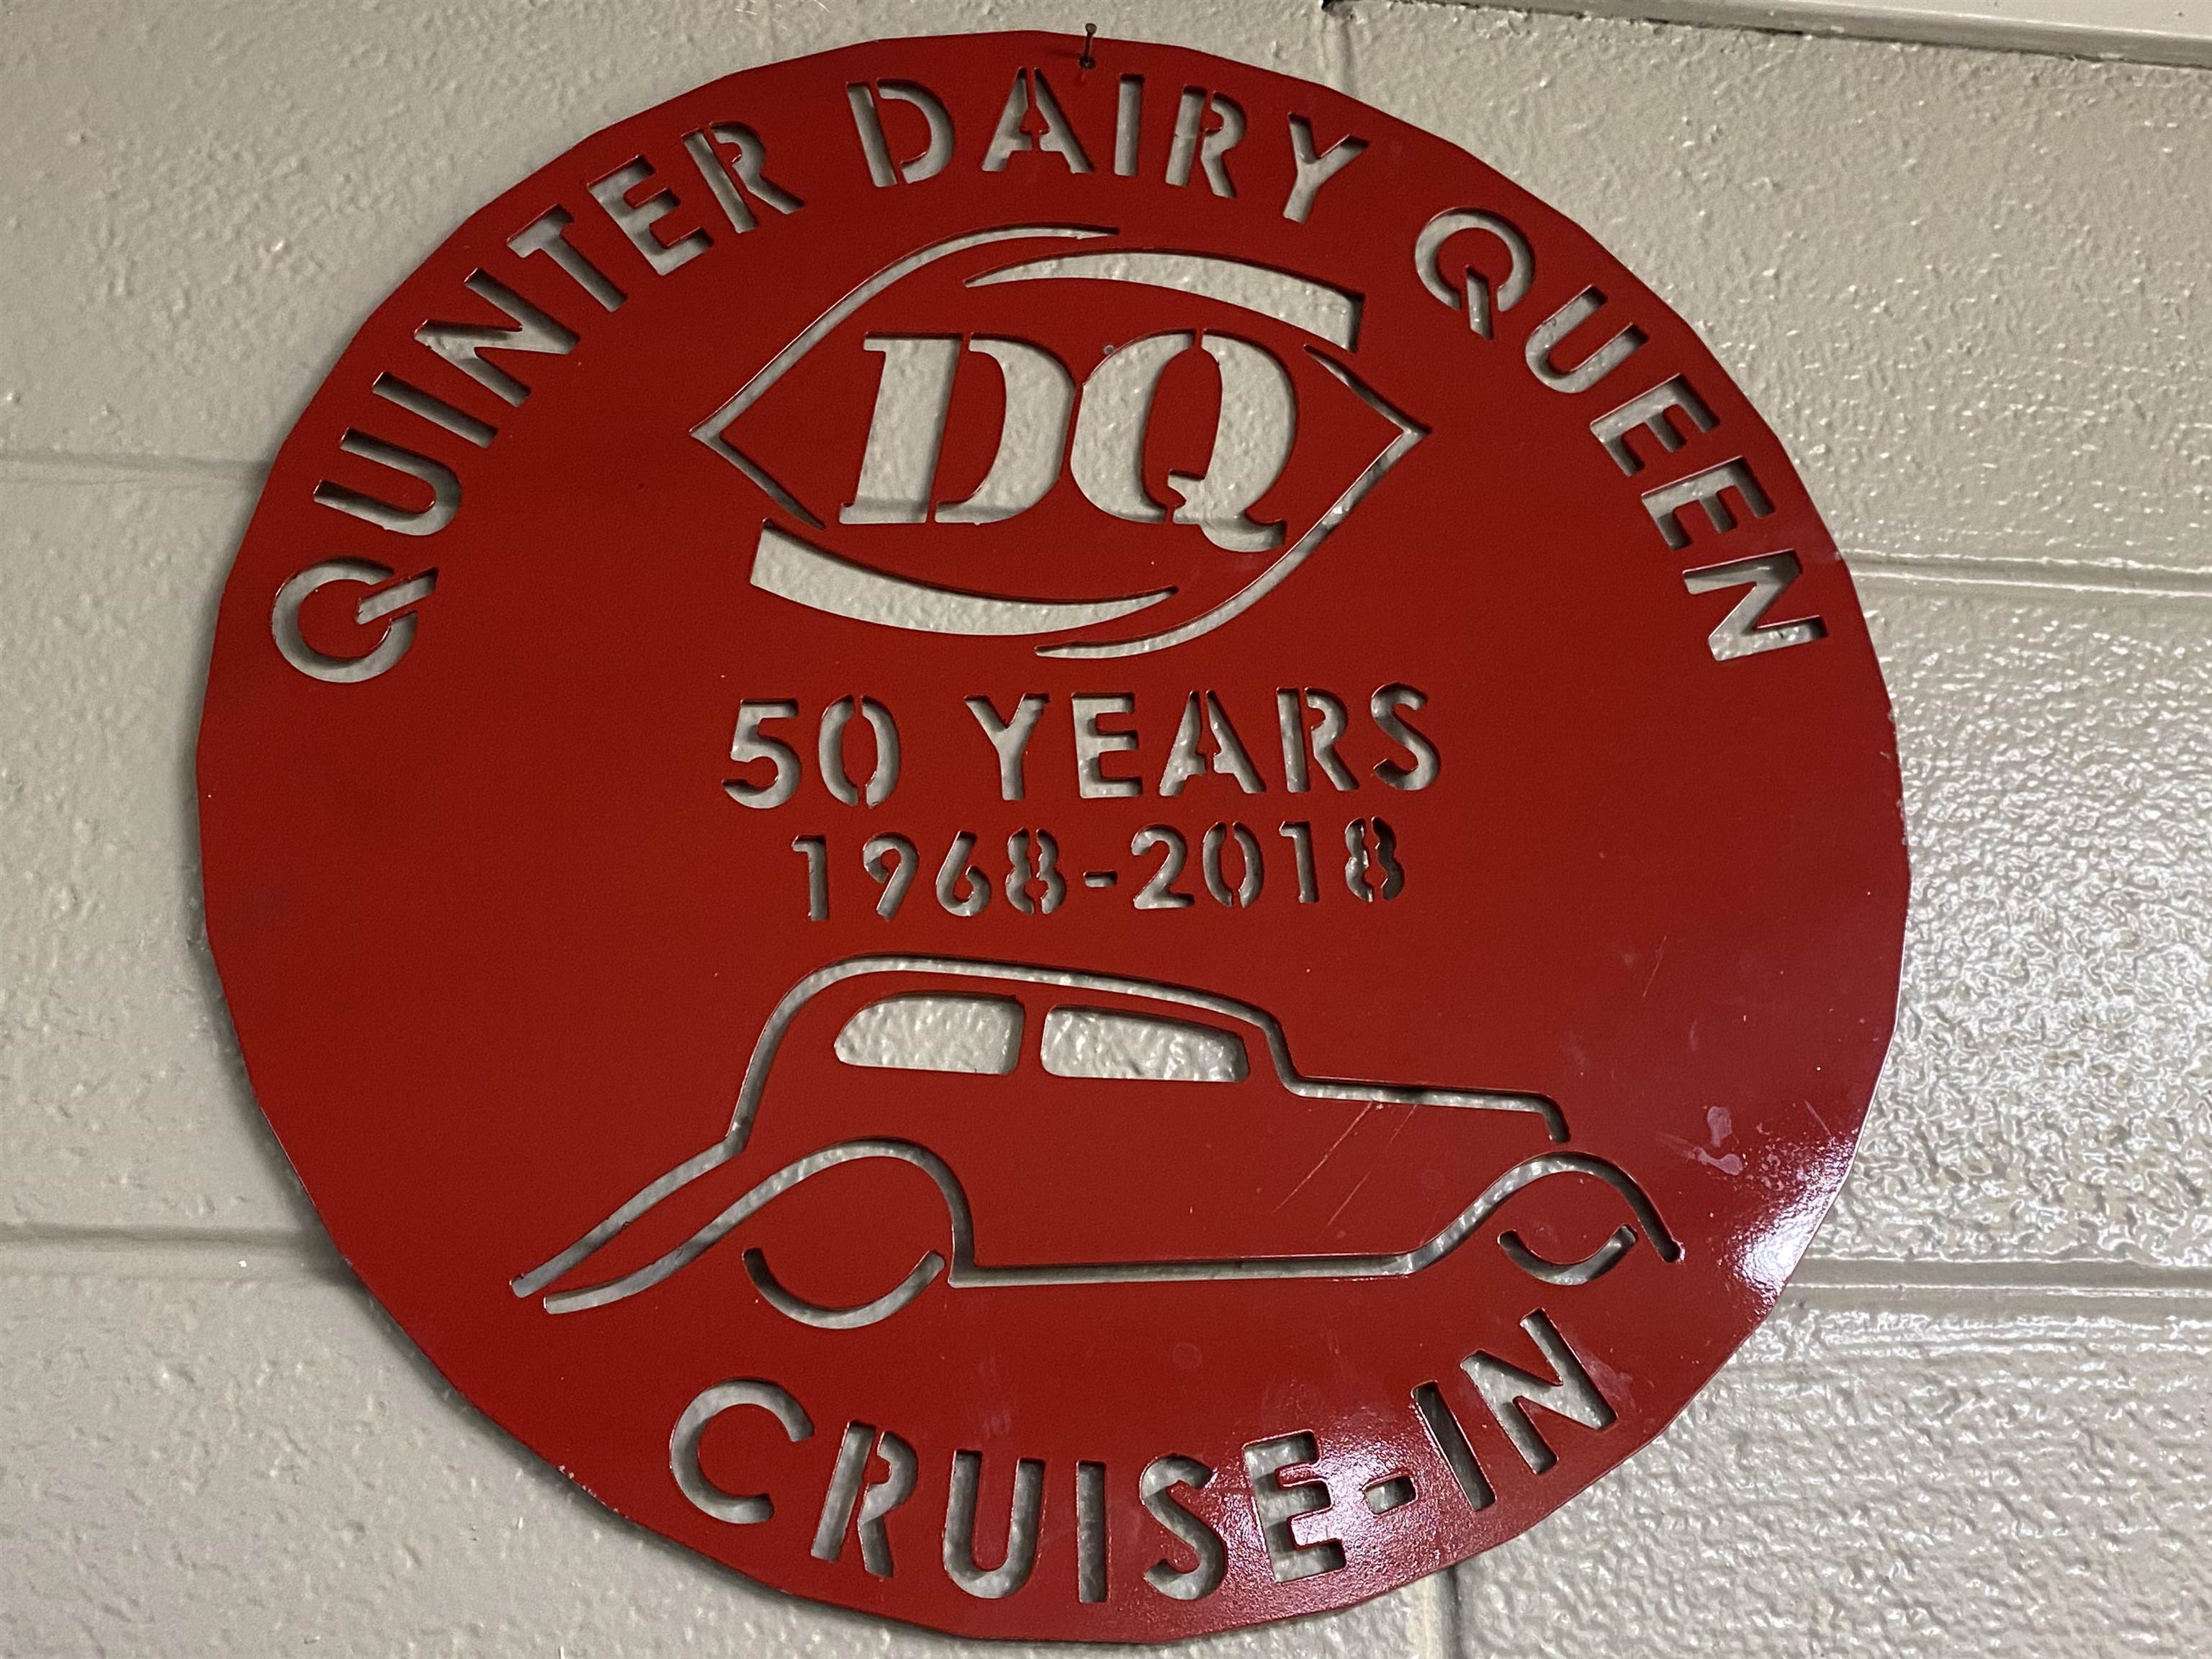 QUINTER DAIRY QUEEN
DQ
50 YEARS
1968-2018
CRUISE-IN